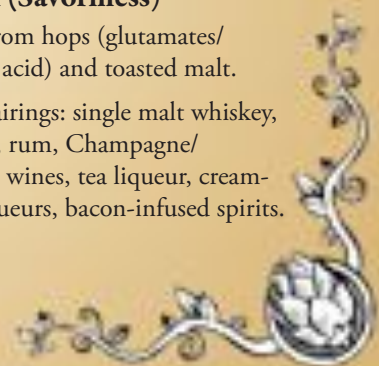 (Savoriness)
rom hops (glutamates/
acid) and toasted malt.
irings: single malt whiskey,
rum, Champagne/
wines, tea liqueur, cream-
ueurs, bacon-infused spirits.